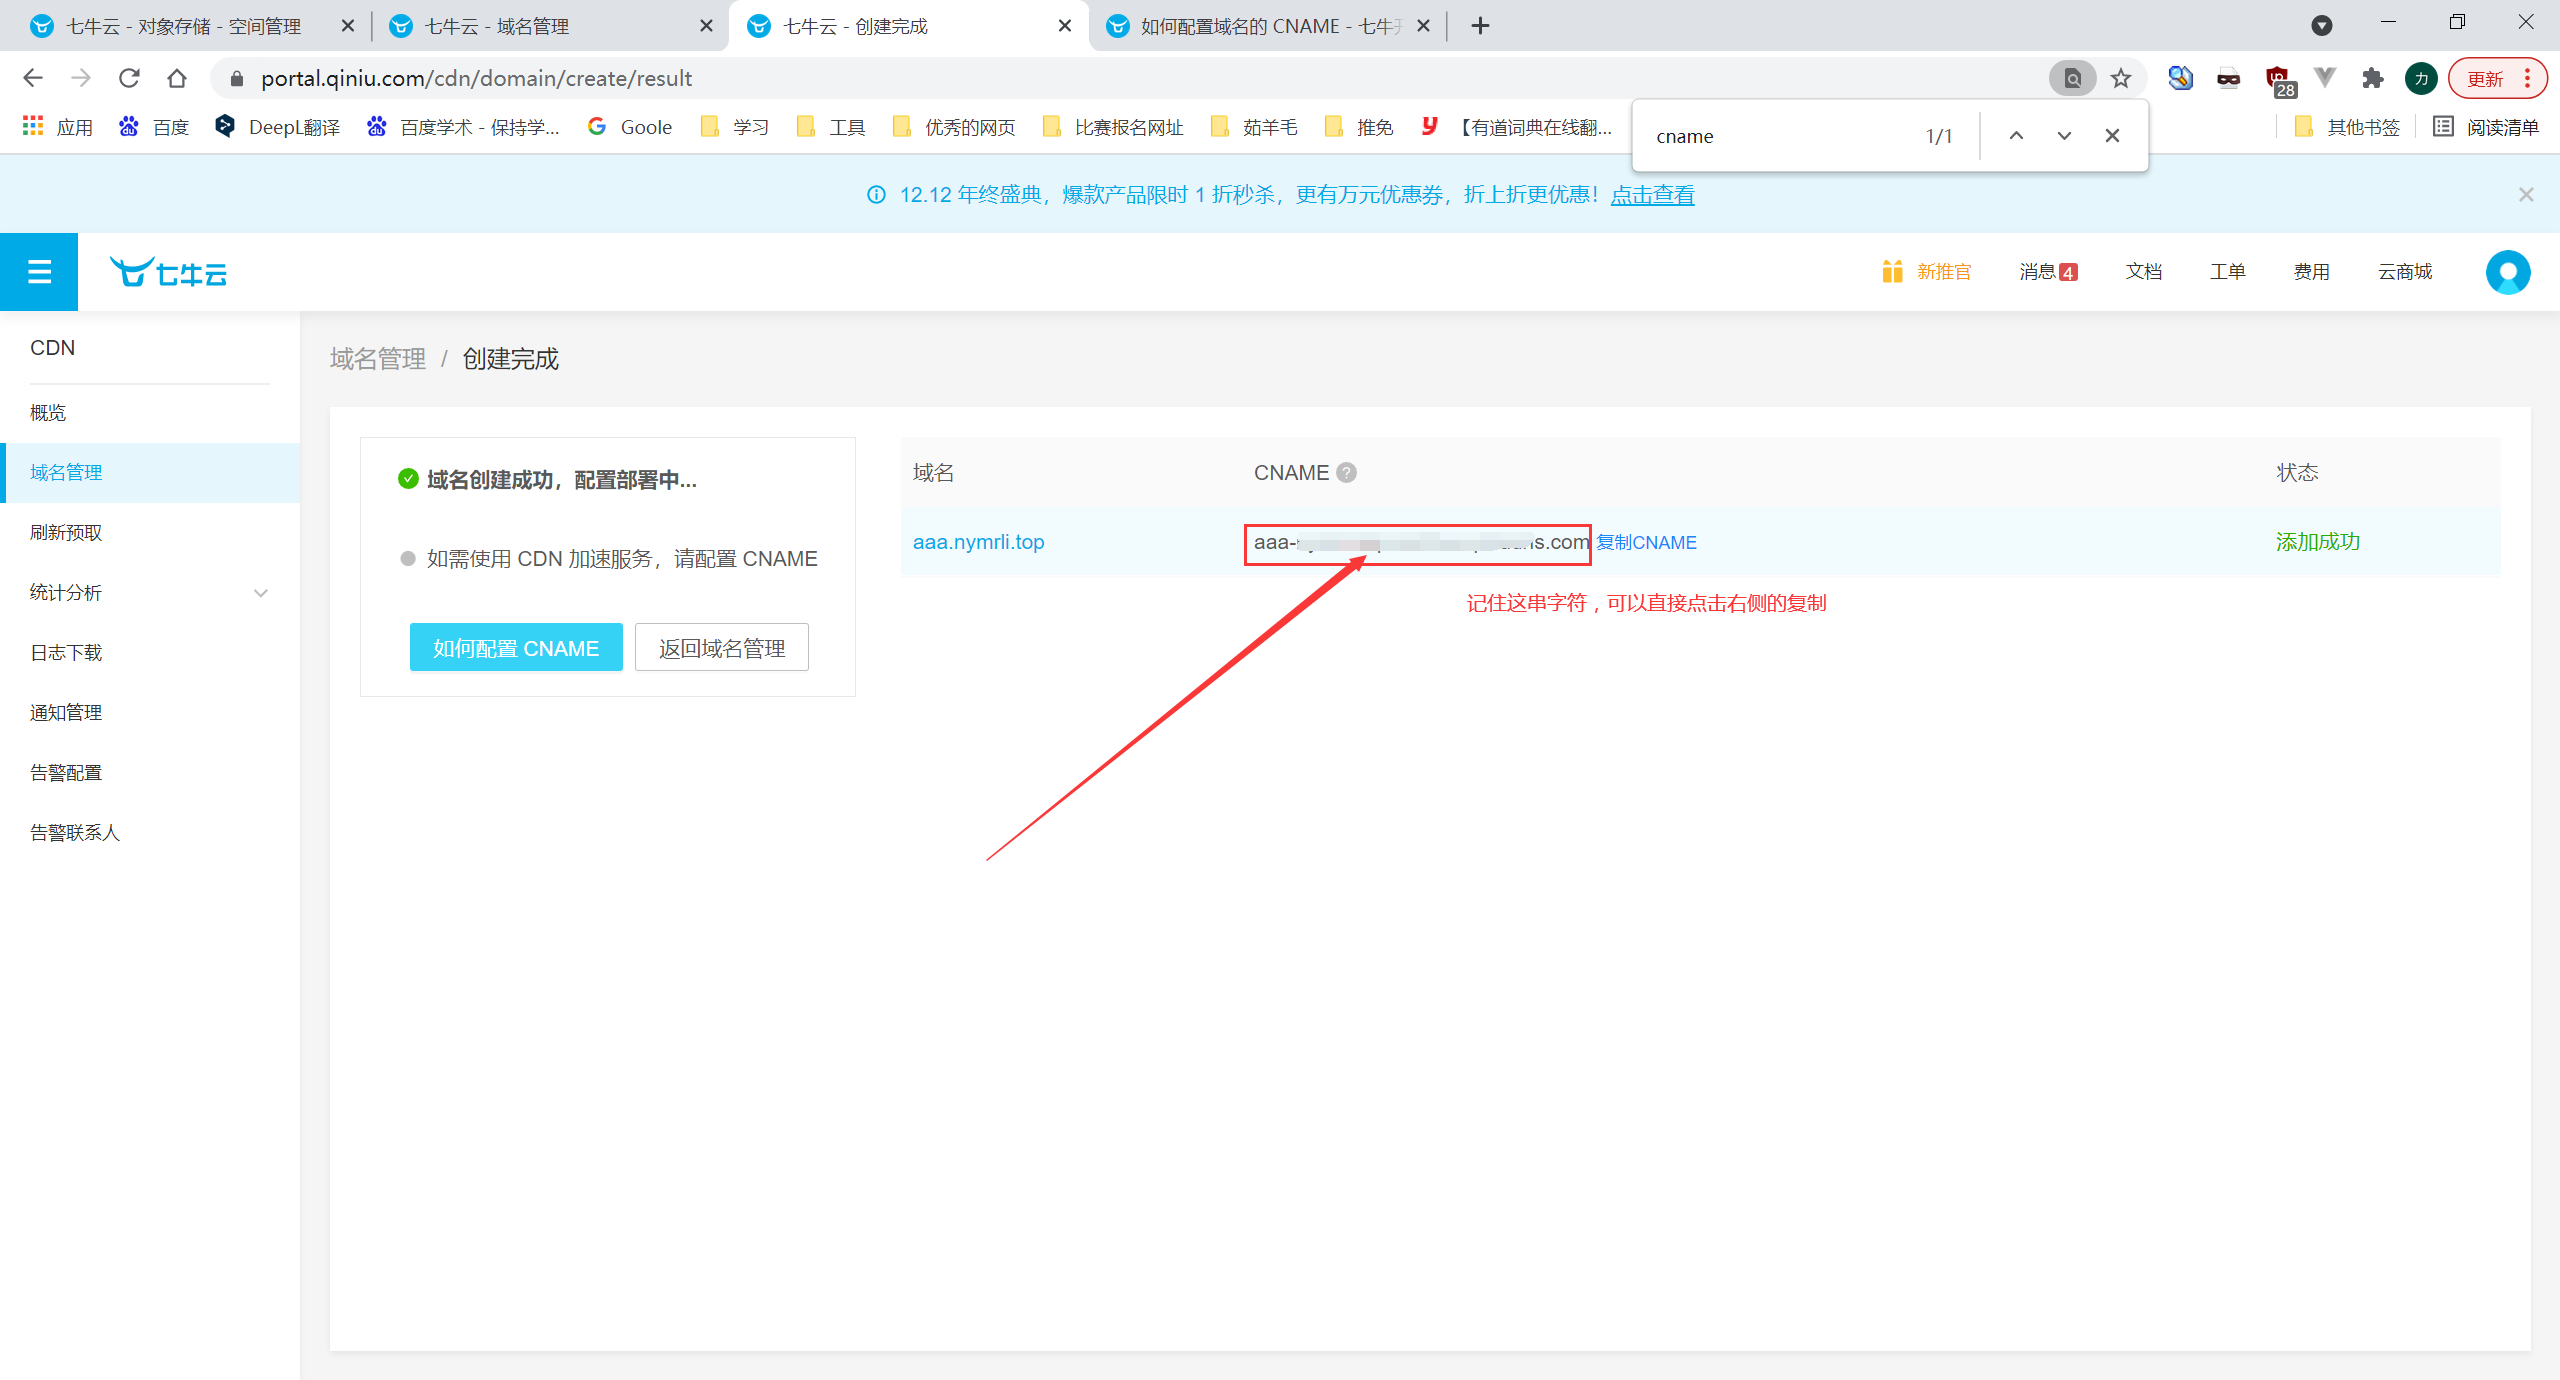 七牛云 - 对象存储 - 空间管理
七牛云 - 域名管理
七牛云 - 创建完成
如何配置域名的 CNAME - 七牛
portal.qiniu.com/cdn/domain/create/result
28
力
更新
应用
百度
DeepL翻译
百度学术 - 保持学...
Goole
学习
工具
优秀的网页
比赛报名网址
茹羊毛
推免
【有道词典在线翻...
其他书签
阅读清单
cname
1/1
12.12 年终盛典，爆款产品限时 1 折秒杀，更有万元优惠券，折上折更优惠！点击查看
七牛云
新推官
消息 4
文档
工单
费用
云商城
CDN
概览
域名管理
刷新预取
统计分析
日志下载
通知管理
告警配置
告警联系人
域名管理 / 创建完成
域名创建成功，配置部署中...
如需使用 CDN 加速服务，请配置 CNAME
如何配置 CNAME
返回域名管理
域名
CNAME ?
状态
aaa.nymrli.top
aaa-
s.com
复制CNAME
添加成功
记住这串字符，可以直接点击右侧的复制